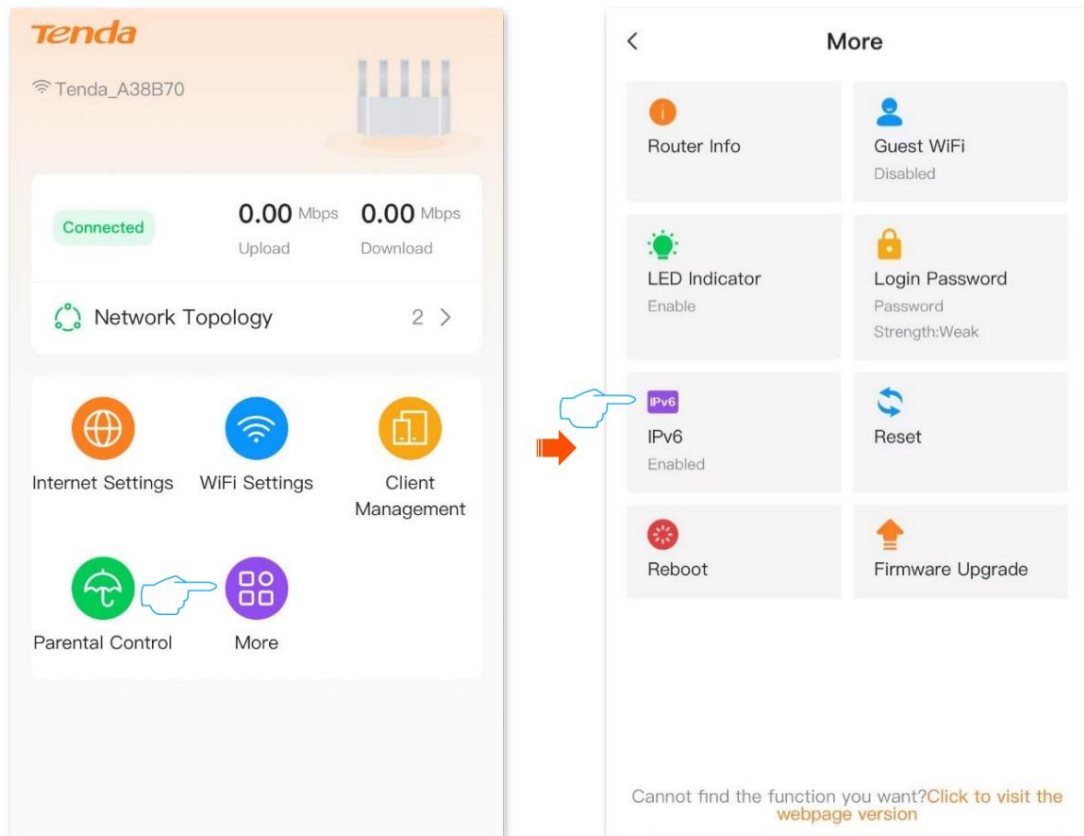 Tenda
Tenda_A38B70
Connected
0.00 Mbps
Upload
0.00 Mbps
Download
Network Topology
2
Internet Settings
WiFi Settings
Client
Management
Parental Control
More
More
Router Info
Guest WiFi
Disabled
LED Indicator
Enable
Login Password
Password
Strength:Weak
IPv6
IPv6
Enabled
Reset
Reboot
Firmware Upgrade
Cannot find the function you want?Click to visit the
webpage version